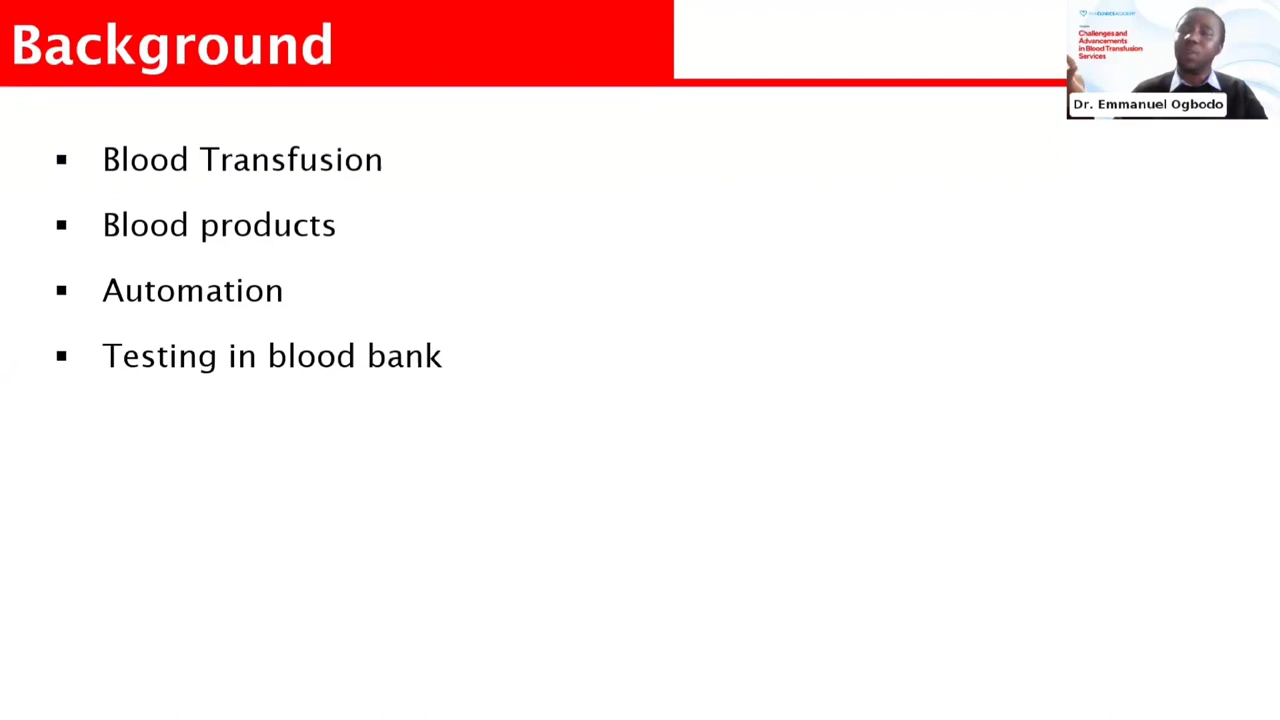 Background
Challenges and
Advancements
in Blood Transfusion
Services
Dr. Emmanuel Ogbodo
▪ Blood Transfusion
▪ Blood products
▪ Automation
▪ Testing in blood bank